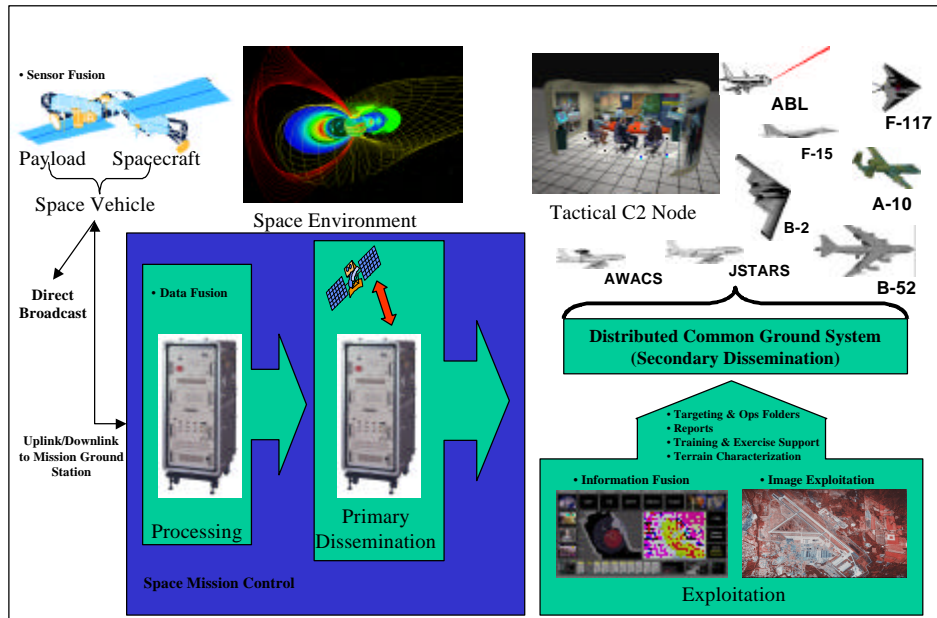 • Sensor Fusion
Payload
Spacecraft
Space Vehicle
Direct
Broadcast
Uplink/Downlink
to Mission Ground
Station
Space Environment
• Data Fusion
Processing
Primary
Dissemination
Space Mission Control
Tactical C2 Node
ABL
F-117
F-15
A-10
B-2
AWACS
JSTARS
B-52
Distributed Common Ground System
(Secondary Dissemination)
• Targeting & Ops Folders
• Reports
• Training & Exercise Support
• Terrain Characterization
• Information Fusion
• Image Exploitation
Exploitation